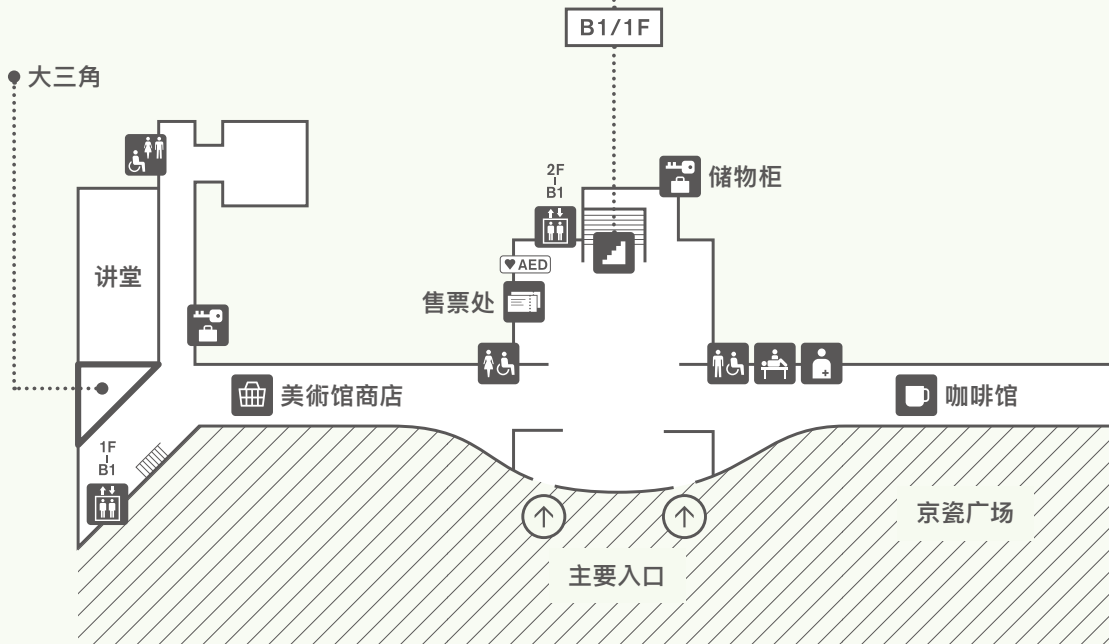 B1/1F
大三角
2F
B1
储物柜
讲堂
AED
售票处
美術馆商店
咖啡馆
1F
B1
京瓷广场
主要入口